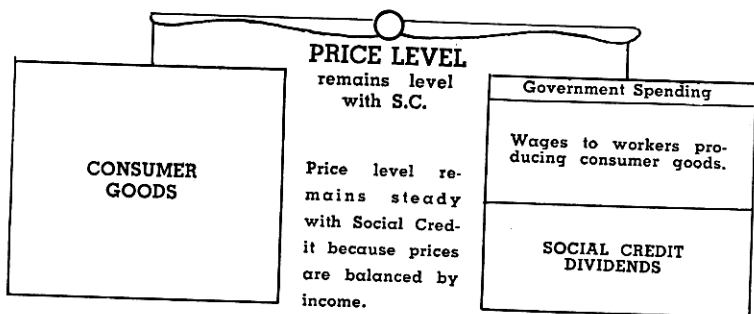 PRICE LEVEL
remains level
with S.C.
CONSUMER
GOODS
Price level re-
mains steady
with Social Cred-
it because prices
are balanced by
income.
Government Spending
Wages to workers pro-
ducing consumer goods.
SOCIAL CREDIT
DIVIDENDS